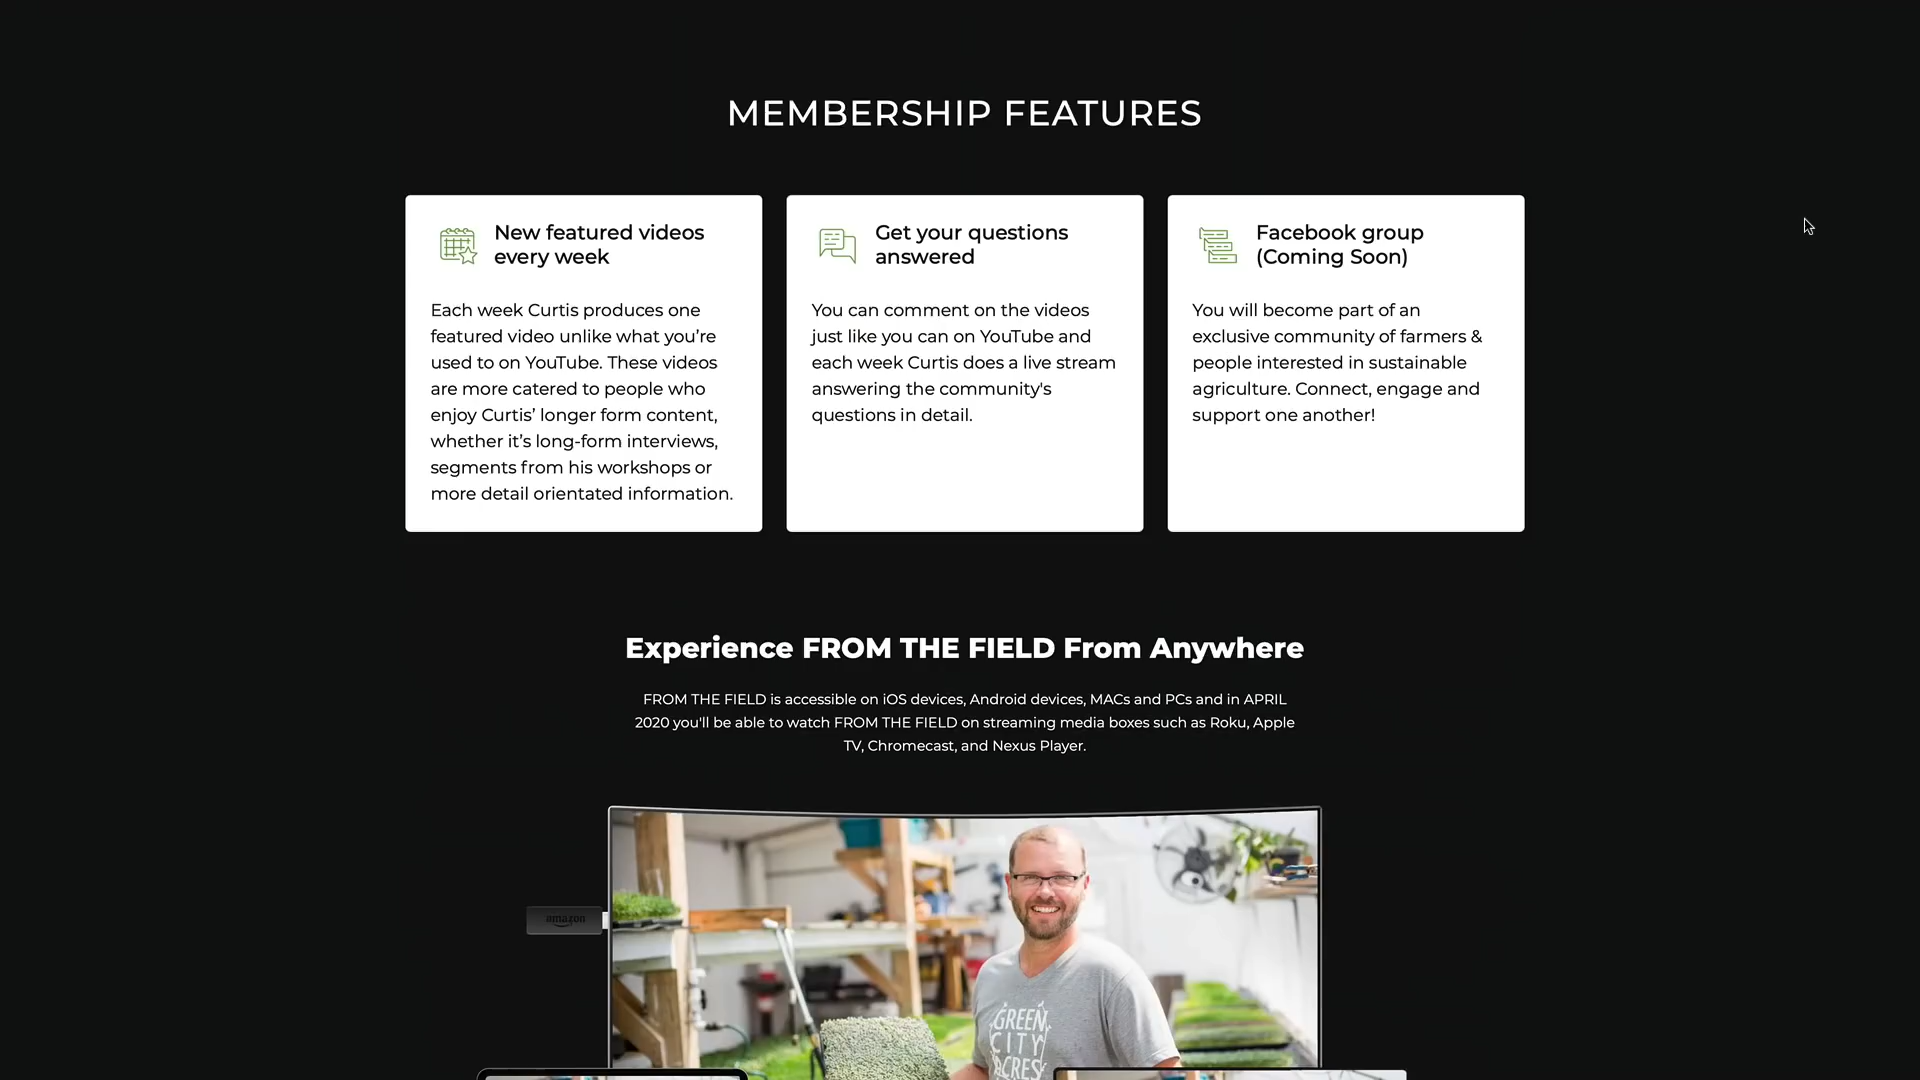 MEMBERSHIP FEATURES
New featured videos
every week
Each week Curtis produces one
featured video unlike what you’re
used to on YouTube. These videos
are more catered to people who
enjoy Curtis’ longer form content,
whether it’s long-form interviews,
segments from his workshops or
more detail orientated information.
Get your questions
answered
You can comment on the videos
just like you can on YouTube and
each week Curtis does a live stream
answering the community's
questions in detail.
Facebook group
(Coming Soon)
You will become part of an
exclusive community of farmers &
people interested in sustainable
agriculture. Connect, engage and
support one another!
Experience FROM THE FIELD From Anywhere
FROM THE FIELD is accessible on iOS devices, Android devices, MACs and PCs and in APRIL
2020 you'll be able to watch FROM THE FIELD on streaming media boxes such as Roku, Apple
TV, Chromecast, and Nexus Player.
amazon
GREEN
CITY
ACRES